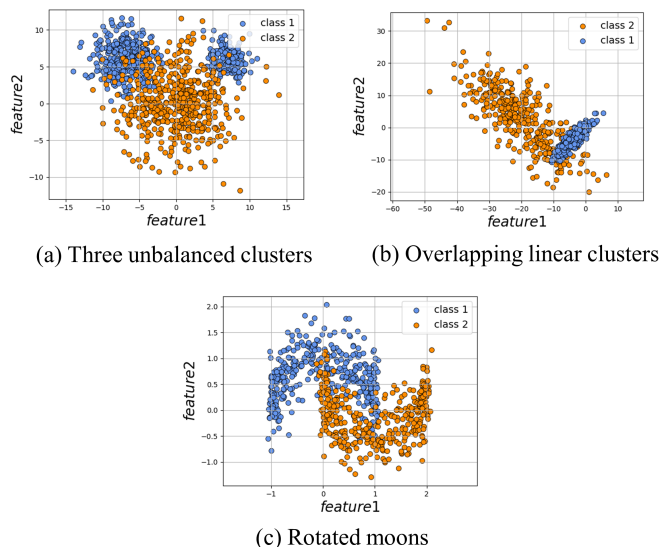 class 1
class 2
10
5
0
−5
−10
−15
−10
−5
0
5
10
15
feature2
feature1
(a) Three unbalanced clusters
class 2
class 1
30
20
10
0
−10
−20
−60
−50
−40
−30
−20
−10
0
10
feature2
feature1
(b) Overlapping linear clusters
class 1
class 2
2.0
1.5
1.0
0.5
0.0
−0.5
−1.0
−1
0
1
2
feature2
feature1
(c) Rotated moons